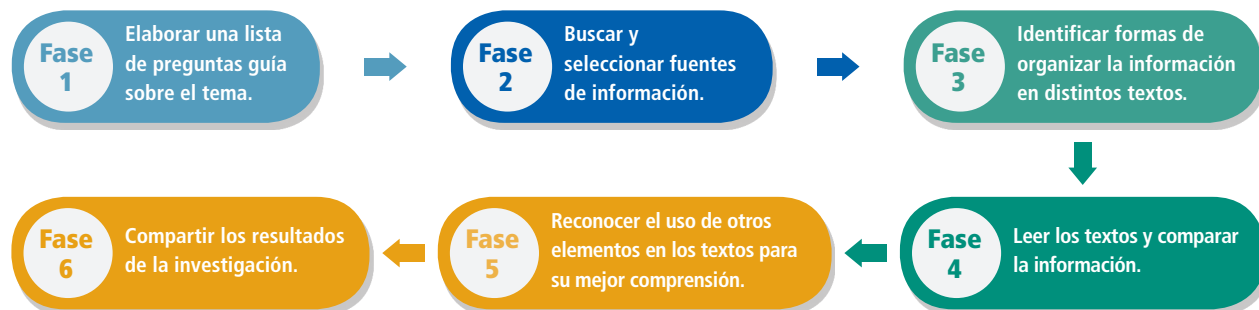 Fase
1
Elaborar una lista
de preguntas guía
sobre el tema.
Fase
2
Buscar y
seleccionar fuentes
de información.
Fase
3
Identificar formas de
organizar la información
en distintos textos.
Fase
4
Leer los textos y comparar
la información.
Fase
5
Reconocer el uso de otros
elementos en los textos para
su mejor comprensión.
Fase
6
Compartir los resultados
de la investigación.